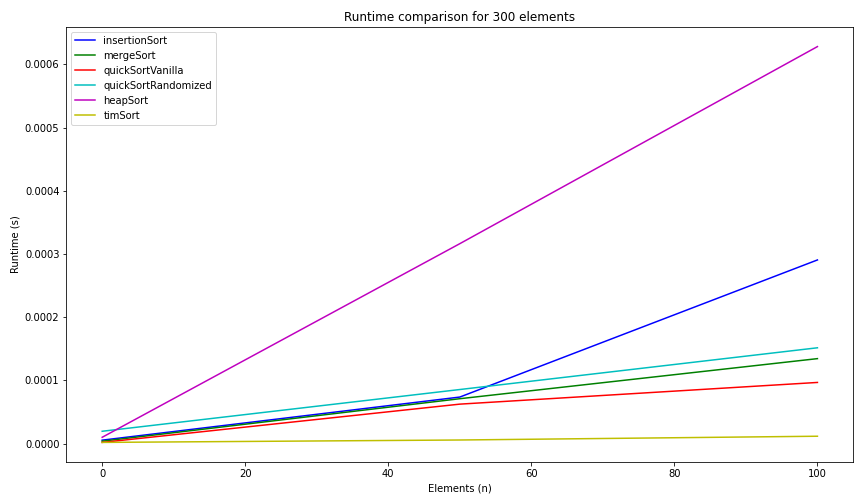 Runtime comparison for 300 elements
insertionSort
mergeSort
quickSortVanilla
quickSortRandomized
heapSort
timSort
0.0006
0.0005
0.0004
0.0003
0.0002
0.0001
0.0000
Runtime (s)
0 20 40 60 80 100
Elements (n)